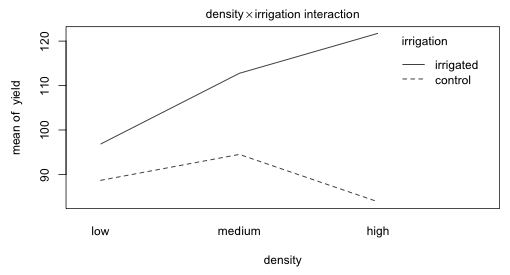 density×irrigation interaction
mean of yield
120
110
100
90
irrigation
irrigated
control
low medium high
density